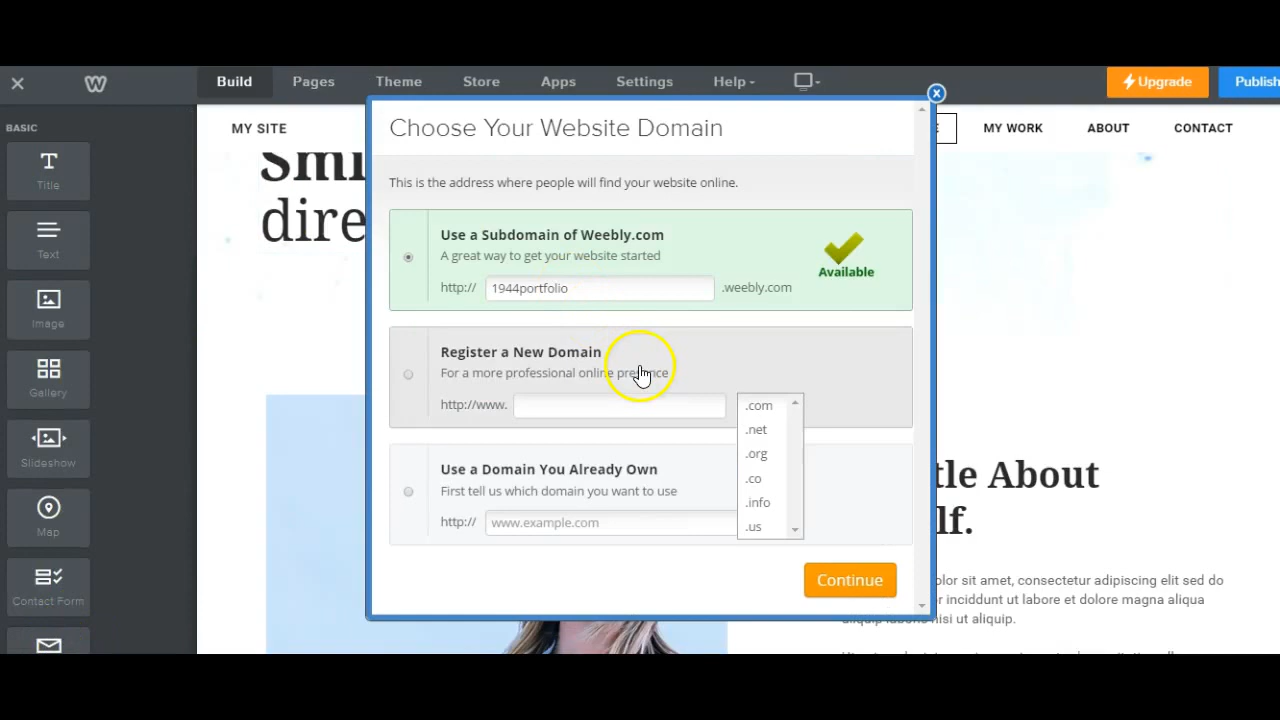 Build
Pages
Theme
Store
Apps
Settings
Help
Upgrade
Publish
BASIC
Title
Text
Image
Gallery
Slideshow
Map
Contact Form
MY SITE
MY WORK
ABOUT
CONTACT
Choose Your Website Domain
This is the address where people will find your website online.
Use a Subdomain of Weebly.com
A great way to get your website started
http:// 1944portfolio .weebly.com
Available
Register a New Domain
For a more professional online presence
http://www.
.com
.net
.org
.co
.info
.us
Use a Domain You Already Own
First tell us which domain you want to use
http:// www.example.com
Continue
dire
tle About
lf.
olor sit amet, consectetur adipiscing elit sed do
r inciddunt ut labore et dolore magna aliqua
aliquip laboris nisi ut aliquip.